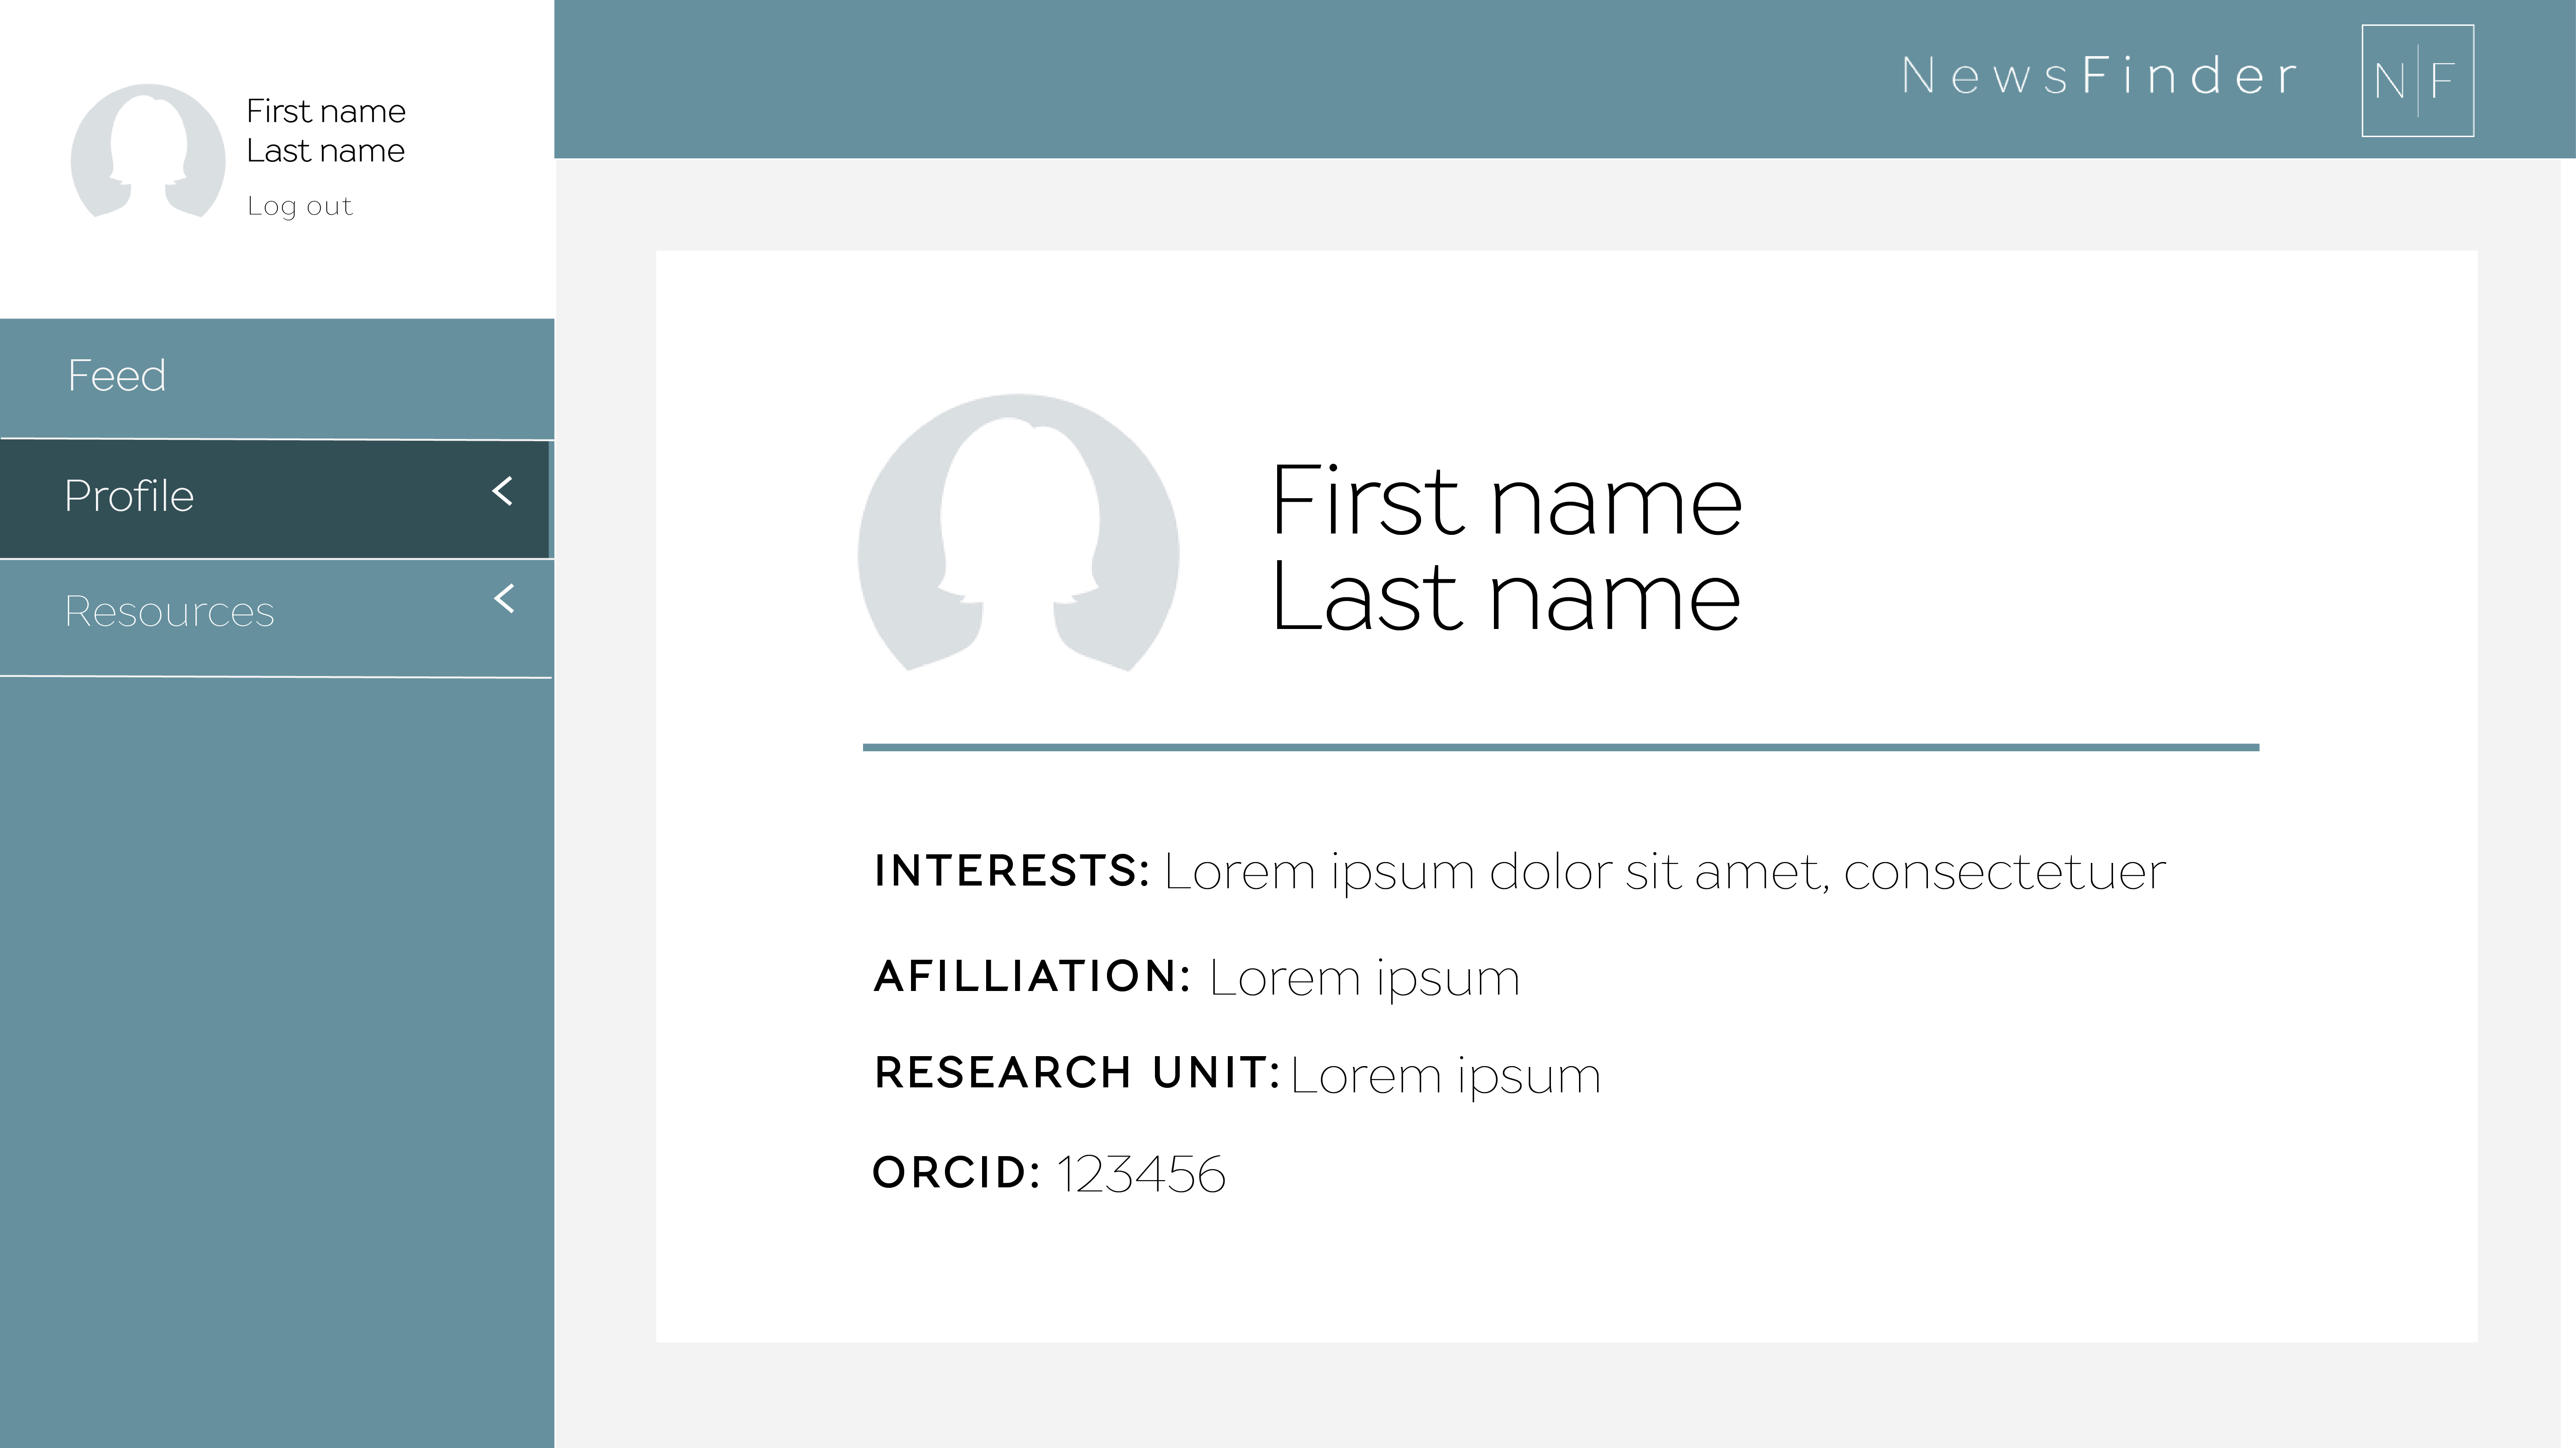 First name
Last name
Log out
NewsFinder
N|F
Feed
Profile <
Resources <
First name
Last name
INTERESTS: Lorem ipsum dolor sit amet, consectetuer
AFILLIATION: Lorem ipsum
RESEARCH UNIT: Lorem ipsum
ORCID: 123456